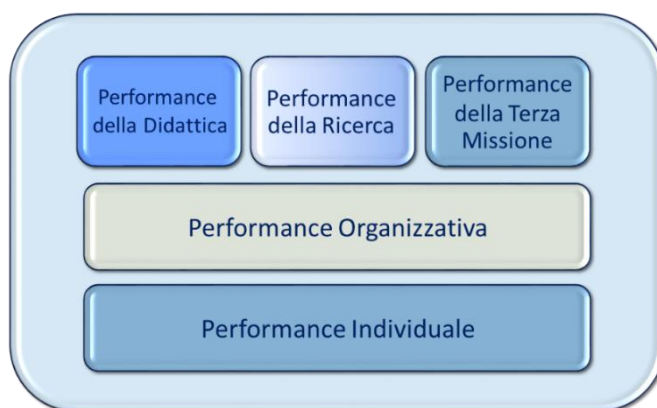 Performance
della Didattica
Performance
della Ricerca
Performance
della Terza
Missione
Performance Organizzativa
Performance Individuale